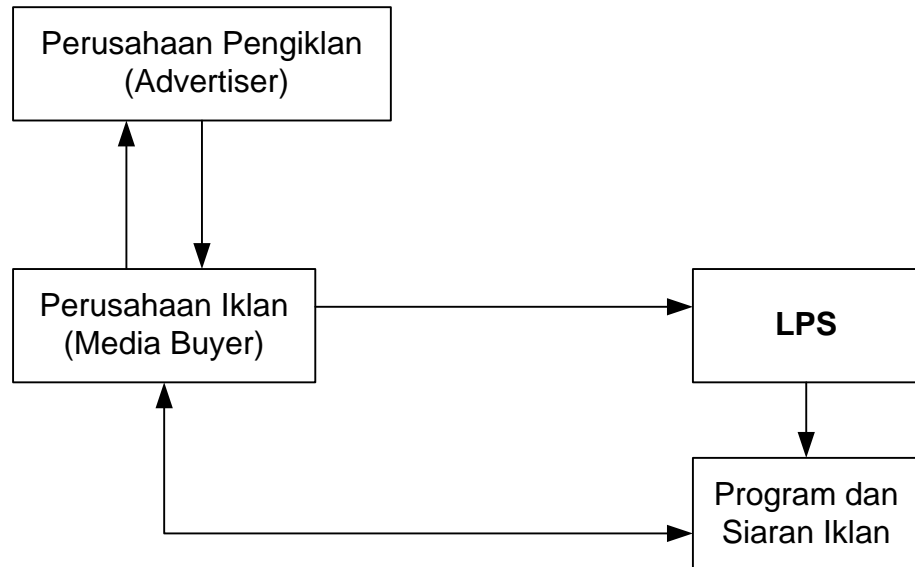 Perusahaan Pengiklan
(Advertiser)
Perusahaan Iklan
(Media Buyer)
LPS
Program dan
Siaran Iklan